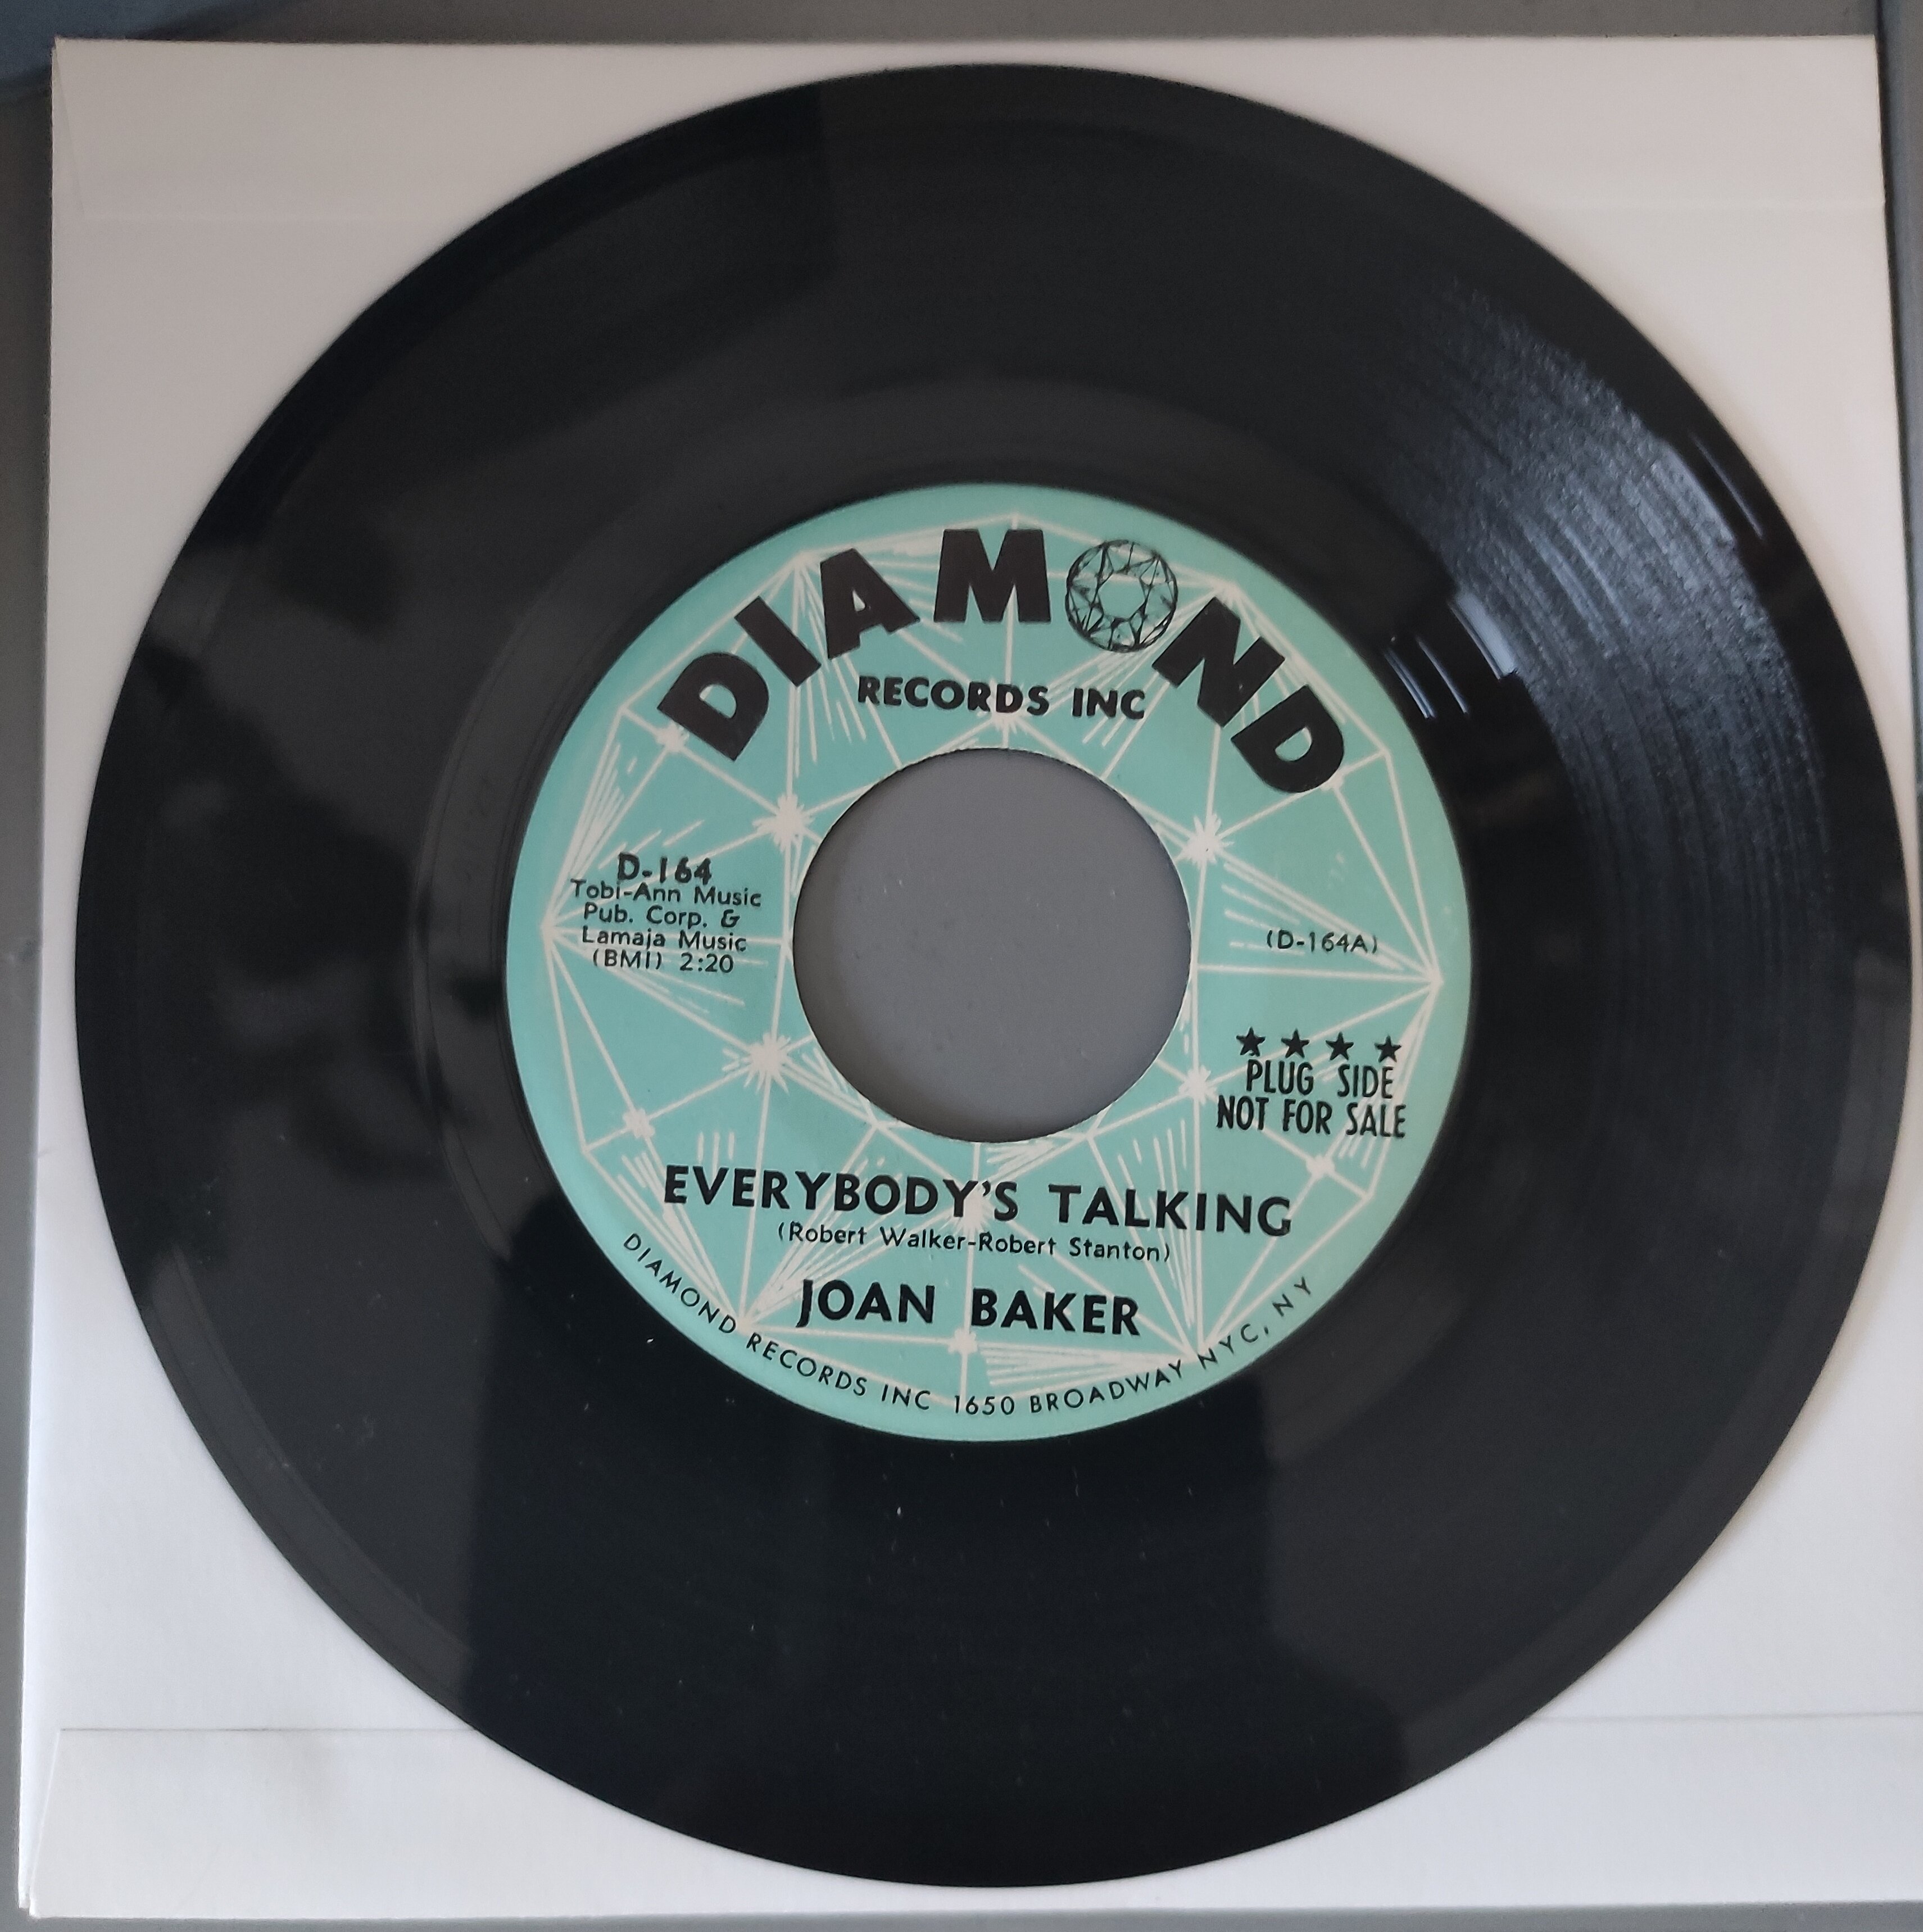 DIAMOND
RECORDS INC
D-164
Tobi-Ann Music
Pub. Corp. &
Lamaja Music
(BMI) 2:20
(D-164A)
★ ★ ★ ★
PLUG SIDE
NOT FOR SALE
EVERYBODY'S TALKING
(Robert Walker-Robert Stanton)
JOAN BAKER
DIAMOND RECORDS INC 1650 BROADWAY NYC, NY